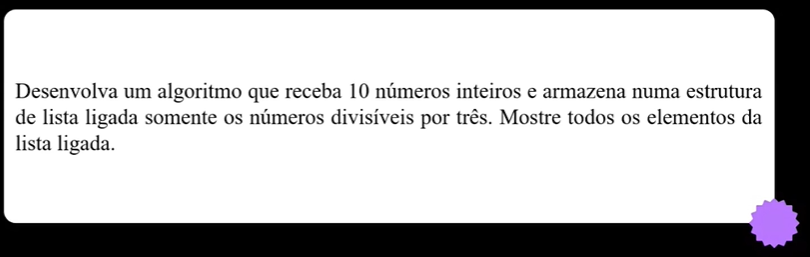 Desenvolva um algoritmo que receba 10 números inteiros e armazena numa estrutura
de lista ligada somente os números divisíveis por três. Mostre todos os elementos da
lista ligada.